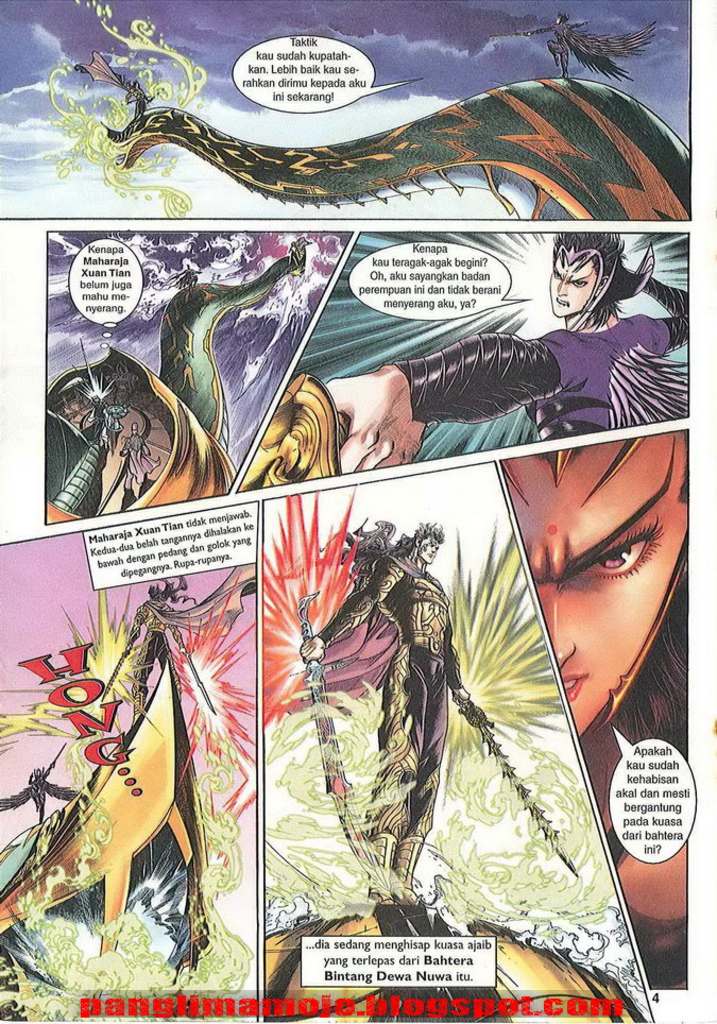 Taktik
kau sudah kupatah-
kan. Lebih baik kau se-
rahkan dirimu kepada aku
ini sekarang!
Kenapa
Maharaja
Xuan Tian
belum juga
mahu me-
nyerang.
Kenapa
kau teragak-agak begini?
Oh, aku sayangkan badan
perempuan ini dan tidak berani
menyerang aku, ya?
Maharaja Xuan Tian tidak menjawab.
Kedua-dua belah tangannya dihalakan ke
bawah dengan pedang dan golok yang
dipegangnya. Rupa-rupanya.
HONG...
Apakah
kau sudah
kehabisan
akal dan mesti
bergantung
pada kuasa
dari bahtera
ini?
...dia sedang menghisap kuasa ajaib
yang terlepas dari Bahtera
Bintang Dewa Nuwa itu.
4
panglimamoje.blogspot.com